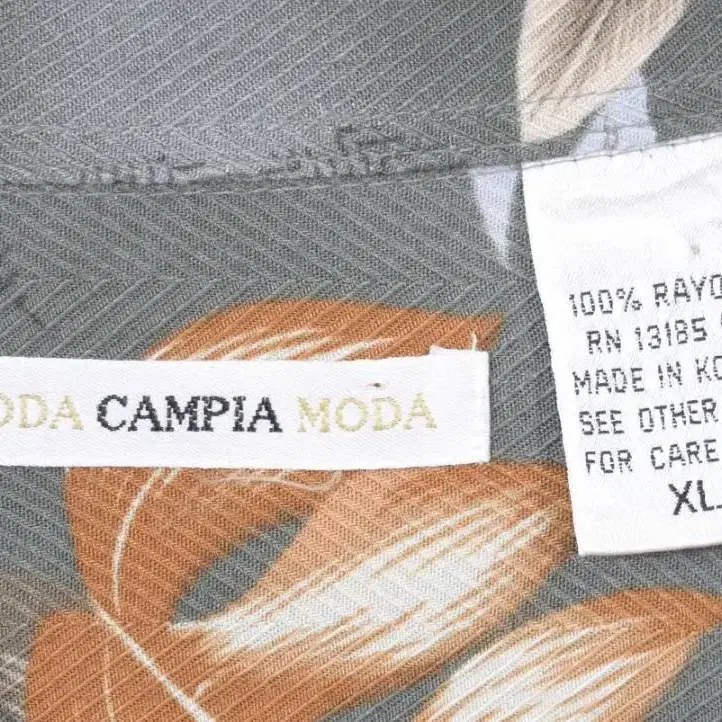 ODA CAMPIA MODA
100% RAYO
RN 13185
MADE IN KO
SEE OTHER
FOR CARE
XL